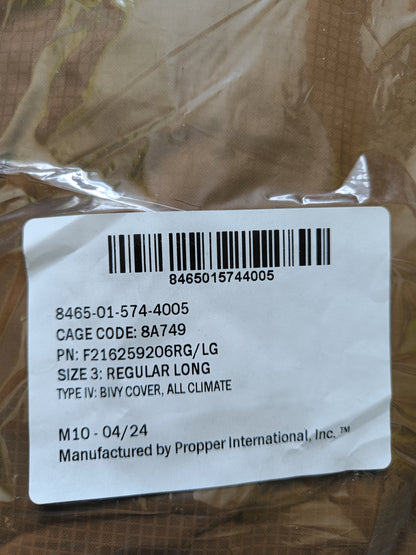 8465015744005
8465-01-574-4005
CAGE CODE: 8A749
PN: F216259206RG/LG
SIZE 3: REGULAR LONG
TYPE IV: BIVY COVER, ALL CLIMATE
M10 - 04/24
Manufactured by Propper International, Inc. ™